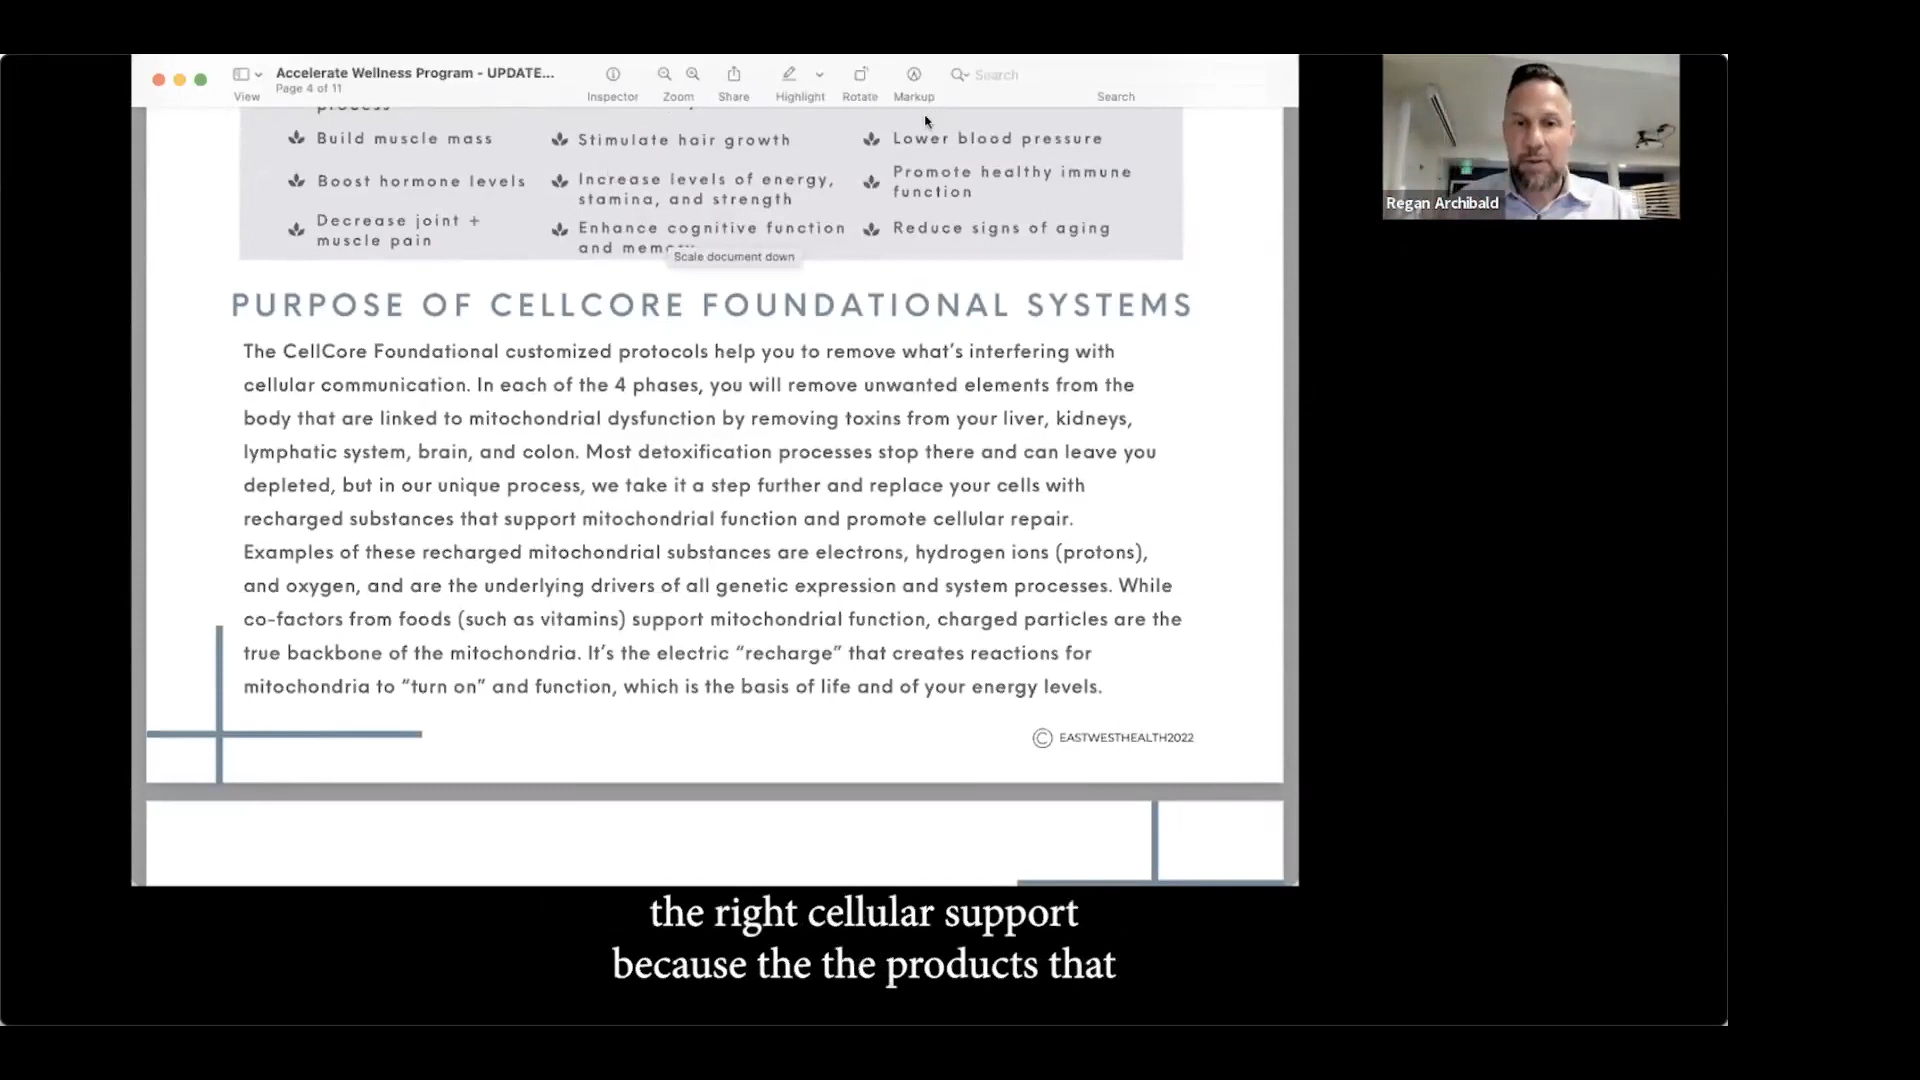 Accelerate Wellness Program - UPDATE...
Page 4 of 11
View
Inspector
Zoom
Share
Highlight
Rotate
Markup
Search
Search
process
Build muscle mass
Stimulate hair growth
Lower blood pressure
Boost hormone levels
Increase levels of energy,
stamina, and strength
Promote healthy immune
function
Decrease joint +
muscle pain
Enhance cognitive function
and mem
Reduce signs of aging
Scale document down
PURPOSE OF CELLCORE FOUNDATIONAL SYSTEMS
The CellCore Foundational customized protocols help you to remove what's interfering with
cellular communication. In each of the 4 phases, you will remove unwanted elements from the
body that are linked to mitochondrial dysfunction by removing toxins from your liver, kidneys,
lymphatic system, brain, and colon. Most detoxification processes stop there and can leave you
depleted, but in our unique process, we take it a step further and replace your cells with
recharged substances that support mitochondrial function and promote cellular repair.
Examples of these recharged mitochondrial substances are electrons, hydrogen ions (protons),
and oxygen, and are the underlying drivers of all genetic expression and system processes. While
co-factors from foods (such as vitamins) support mitochondrial function, charged particles are the
true backbone of the mitochondria. It's the electric “recharge” that creates reactions for
mitochondria to “turn on” and function, which is the basis of life and of your energy levels.
© EASTWESTHEALTH2022
Regan Archibald
the right cellular support
because the the products that